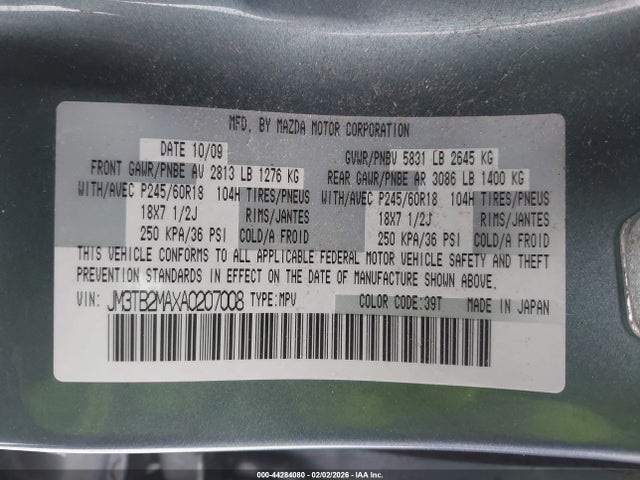 MFD. BY MAZDA MOTOR CORPORATION
DATE 10/09 GVWR/PNBV 5831 LB 2645 KG
FRONT GAWR/PNBE AV 2813 LB 1276 KG REAR GAWR/PNBE AR 3086 LB 1400 KG
WITH/AVEC P245/60R18 104H TIRES/PNEUS WITH/AVEC P245/60R18 104H TIRES/PNEUS
18X7 1/2J RIMS/JANTES 18X7 1/2J RIMS/JANTES
250 KPA/36 PSI COLD/A FROID 250 KPA/36 PSI COLD/A FROID
THIS VEHICLE CONFORMS TO ALL APPLICABLE FEDERAL MOTOR VEHICLE SAFETY AND THEFT
PREVENTION STANDARDS IN EFFECT ON THE DATE OF MANUFACTURE SHOWN ABOVE.
VIN: JM3TB2MAXA0207008 TYPE:MPV COLOR CODE:39T MADE IN JAPAN
000-44284080 - 02/02/2026 - IAA Inc.